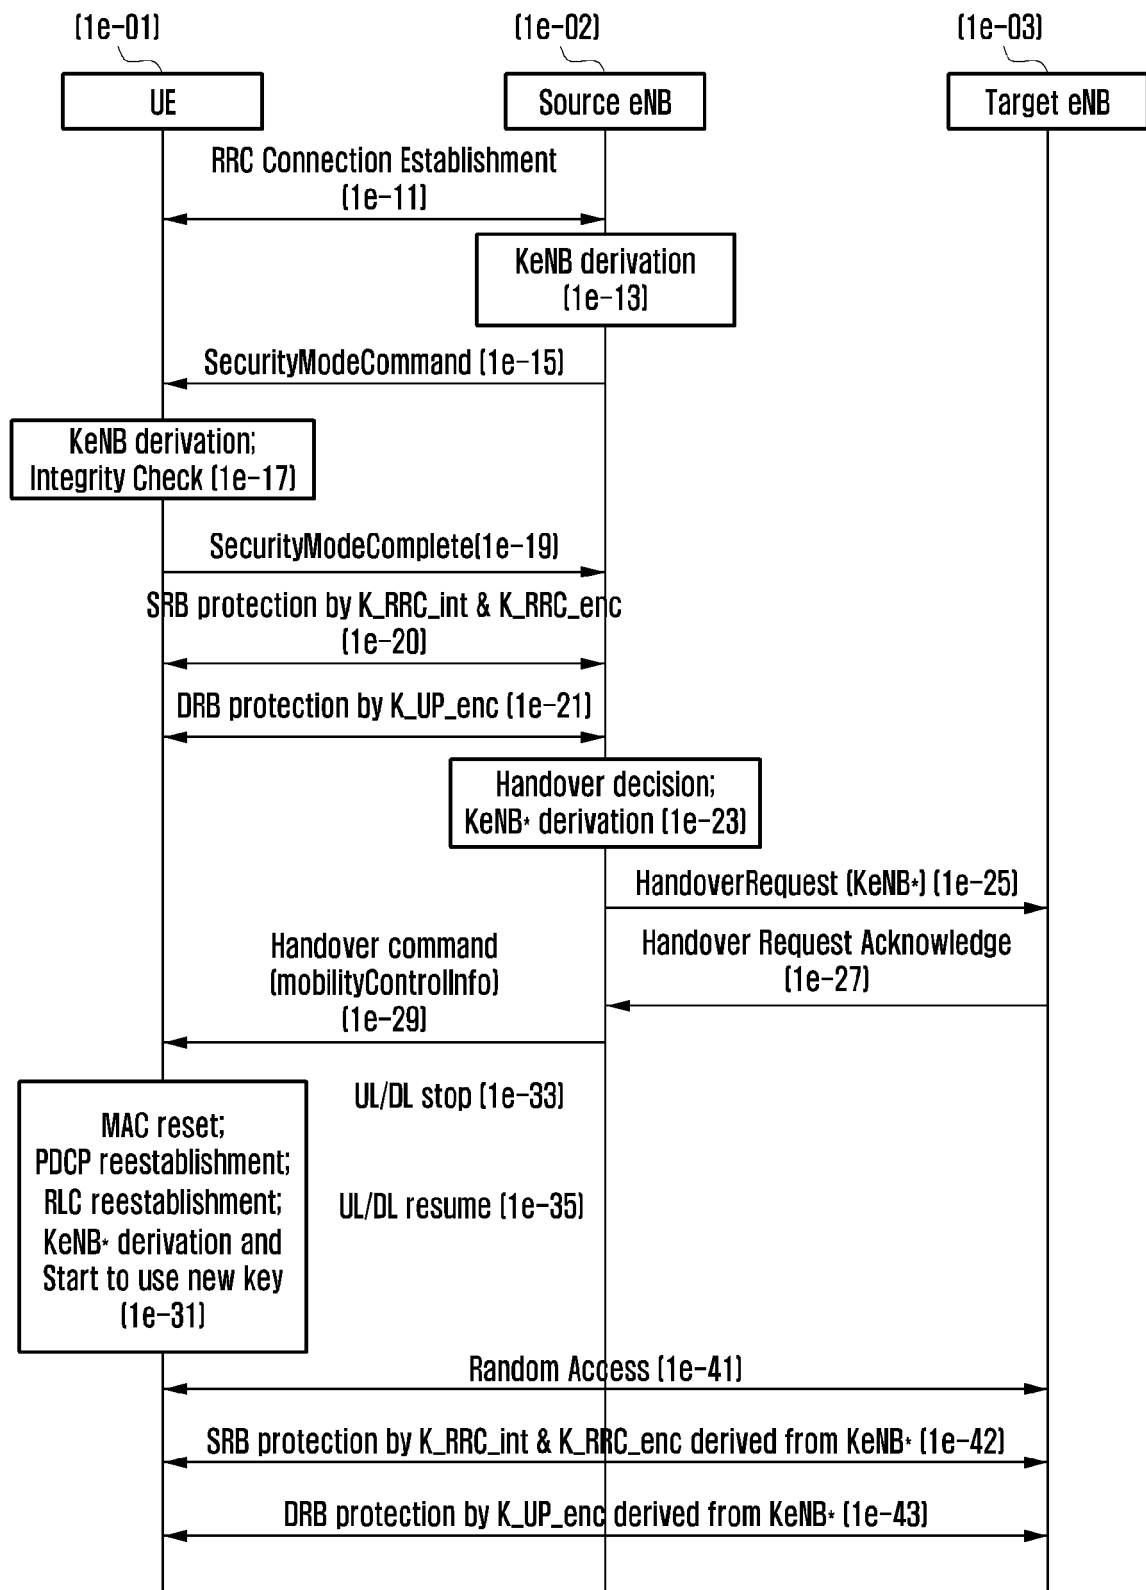 (1e-01)
(1e-02)
(1e-03)
UE
Source eNB
Target eNB
RRC Connection Establishment
(1e-11)
KeNB derivation
(1e-13)
SecurityModeCommand (1e-15)
KeNB derivation;
Integrity Check (1e-17)
SecurityModeComplete(1e-19)
SRB protection by K_RRC_int & K_RRC_enc
(1e-20)
DRB protection by K_UP_enc (1e-21)
Handover decision;
KeNB* derivation (1e-23)
HandoverRequest (KeNB*) (1e-25)
Handover Request Acknowledge
(1e-27)
Handover command
(mobilityControlInfo)
(1e-29)
UL/DL stop (1e-33)
MAC reset;
PDCP reestablishment;
RLC reestablishment;
KeNB* derivation and
Start to use new key
(1e-31)
UL/DL resume (1e-35)
Random Access (1e-41)
SRB protection by K_RRC_int & K_RRC_enc derived from KeNB* (1e-42)
DRB protection by K_UP_enc derived from KeNB* (1e-43)